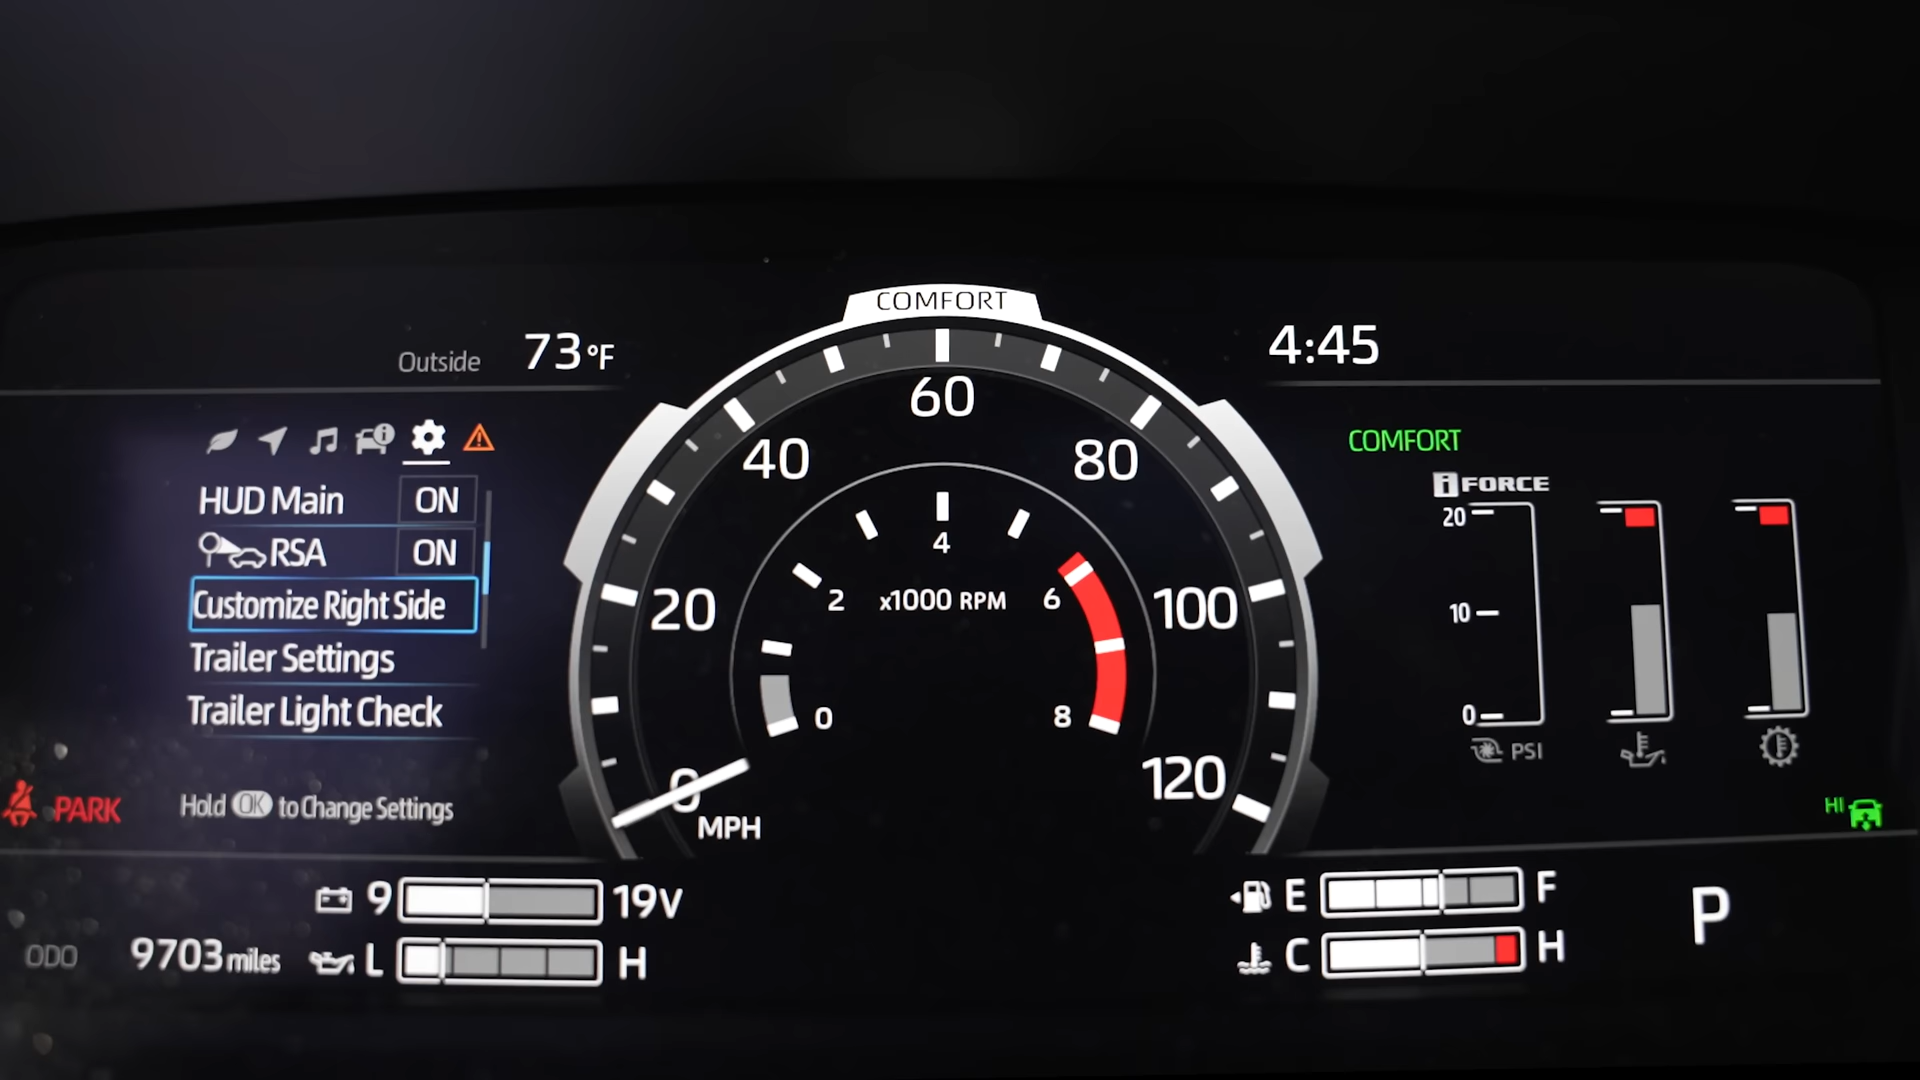 COMFORT
Outside 73°F
4:45
HUD Main ON
RSA ON
Customize Right Side
Trailer Settings
Trailer Light Check
Hold OK to Change Settings
PARK
0
20
40
60
80
100
120
MPH
0
2
4
6
8
x1000 RPM
COMFORT
i FORCE
20
10
0
PSI
HI
9 19V
L H
ODO 9703 miles
E F
C H
P